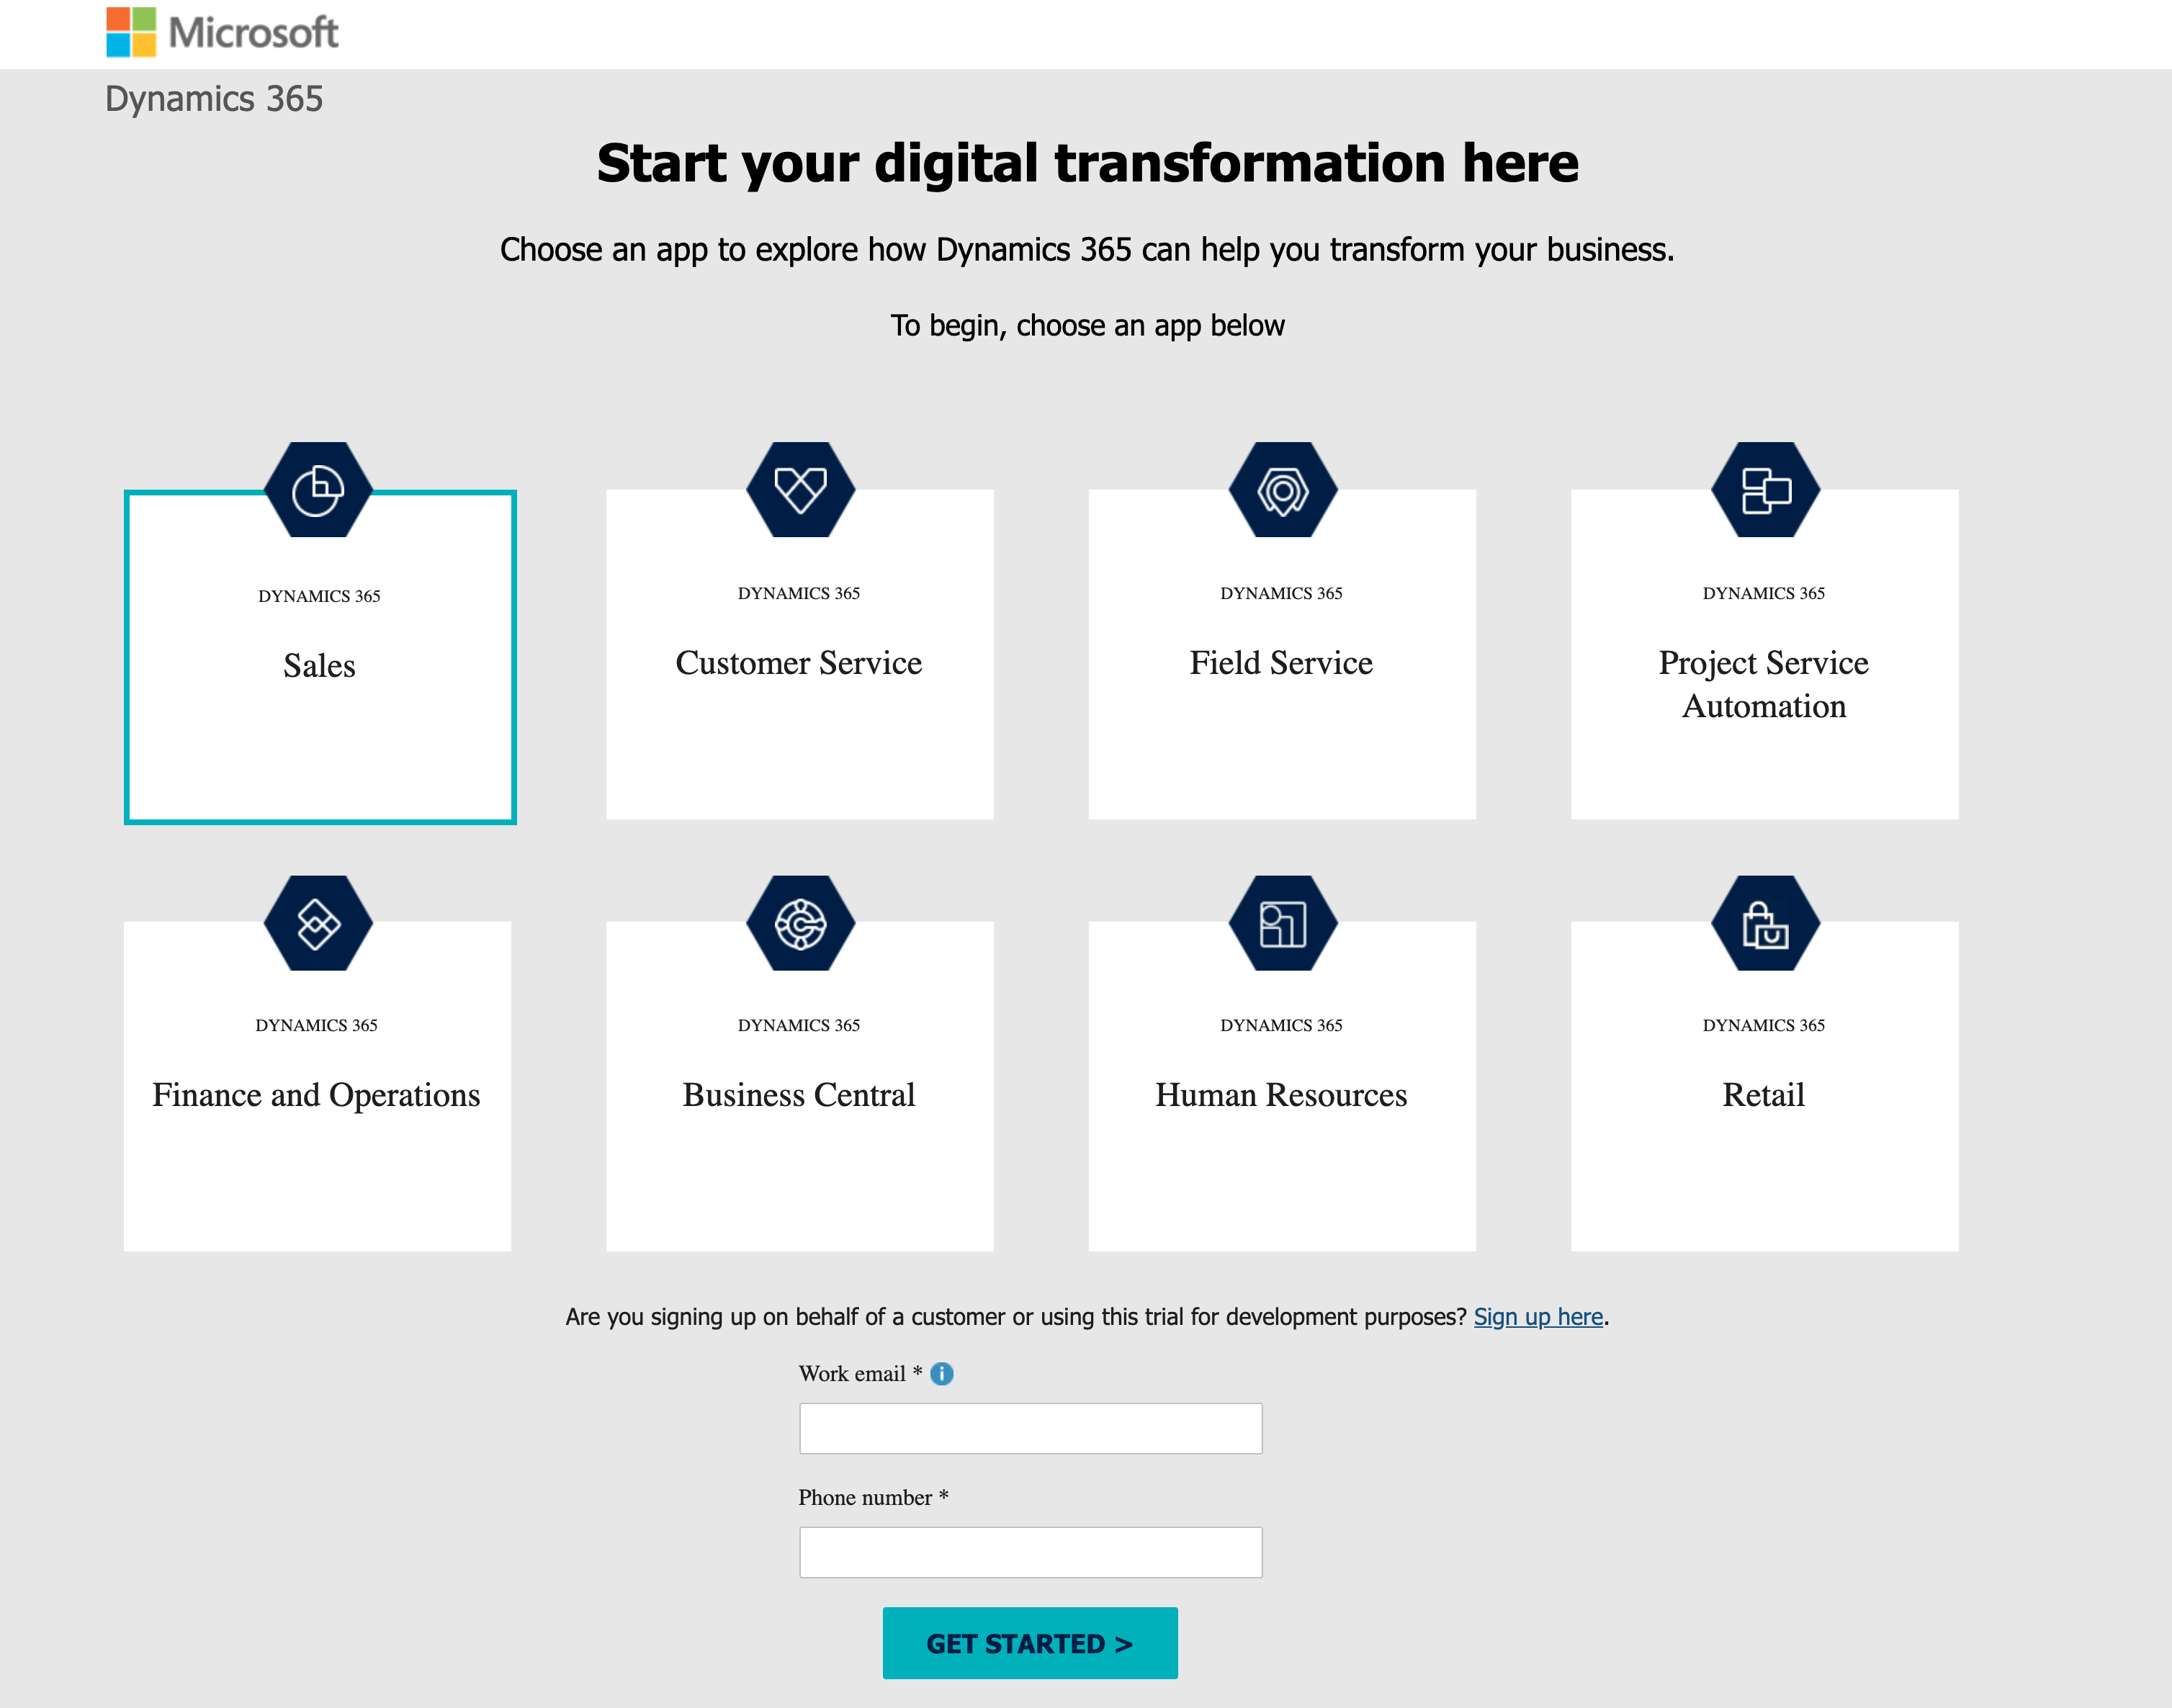 Microsoft
Dynamics 365
Start your digital transformation here
Choose an app to explore how Dynamics 365 can help you transform your business.
To begin, choose an app below
DYNAMICS 365
Sales
DYNAMICS 365
Customer Service
DYNAMICS 365
Field Service
DYNAMICS 365
Project Service
Automation
DYNAMICS 365
Finance and Operations
DYNAMICS 365
Business Central
DYNAMICS 365
Human Resources
DYNAMICS 365
Retail
Are you signing up on behalf of a customer or using this trial for development purposes? Sign up here.
Work email * i
Phone number *
GET STARTED >